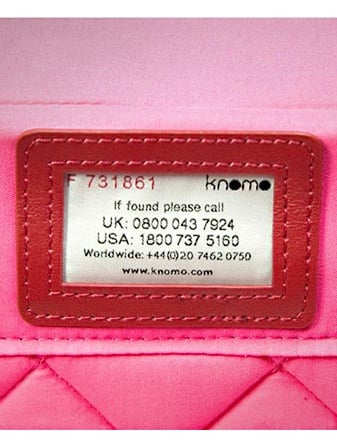 F 731861 knomo
If found please call
UK: 0800 043 7924
USA: 1800 737 5160
Worldwide: +44(0)20 7462 0750
www.knomo.com